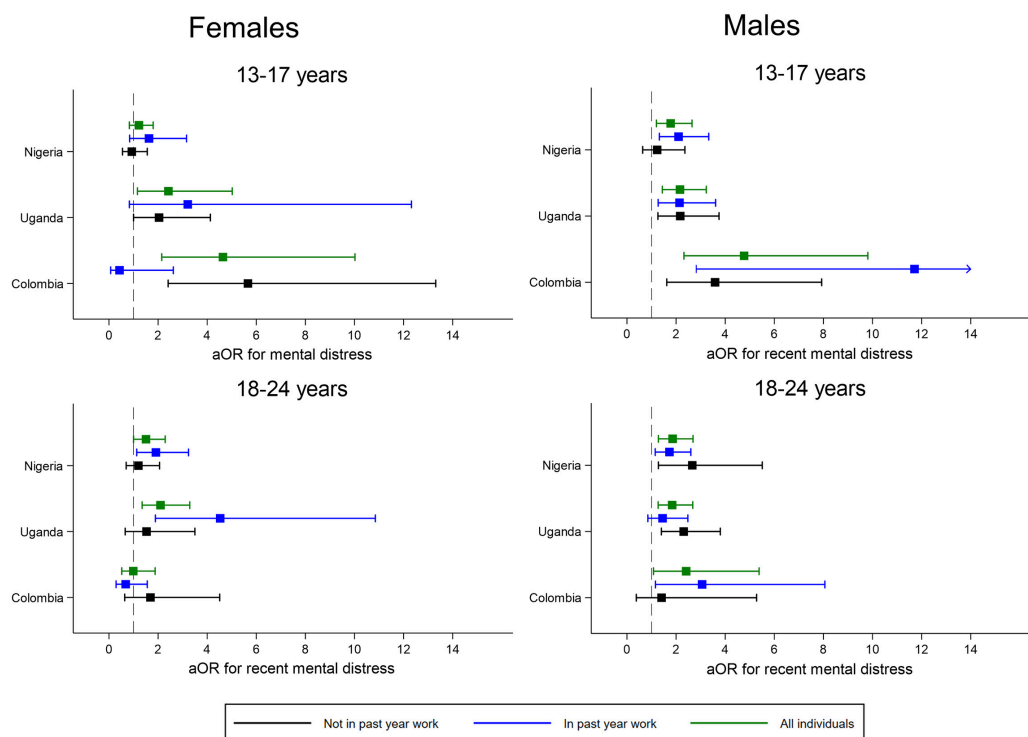 Females
Males
13-17 years
Nigeria
Uganda
Colombia
0 2 4 6 8 10 12 14
aOR for mental distress
13-17 years
Nigeria
Uganda
Colombia
0 2 4 6 8 10 12 14
aOR for recent mental distress
18-24 years
Nigeria
Uganda
Colombia
0 2 4 6 8 10 12 14
aOR for recent mental distress
18-24 years
Nigeria
Uganda
Colombia
0 2 4 6 8 10 12 14
aOR for recent mental distress
Not in past year work In past year work All individuals